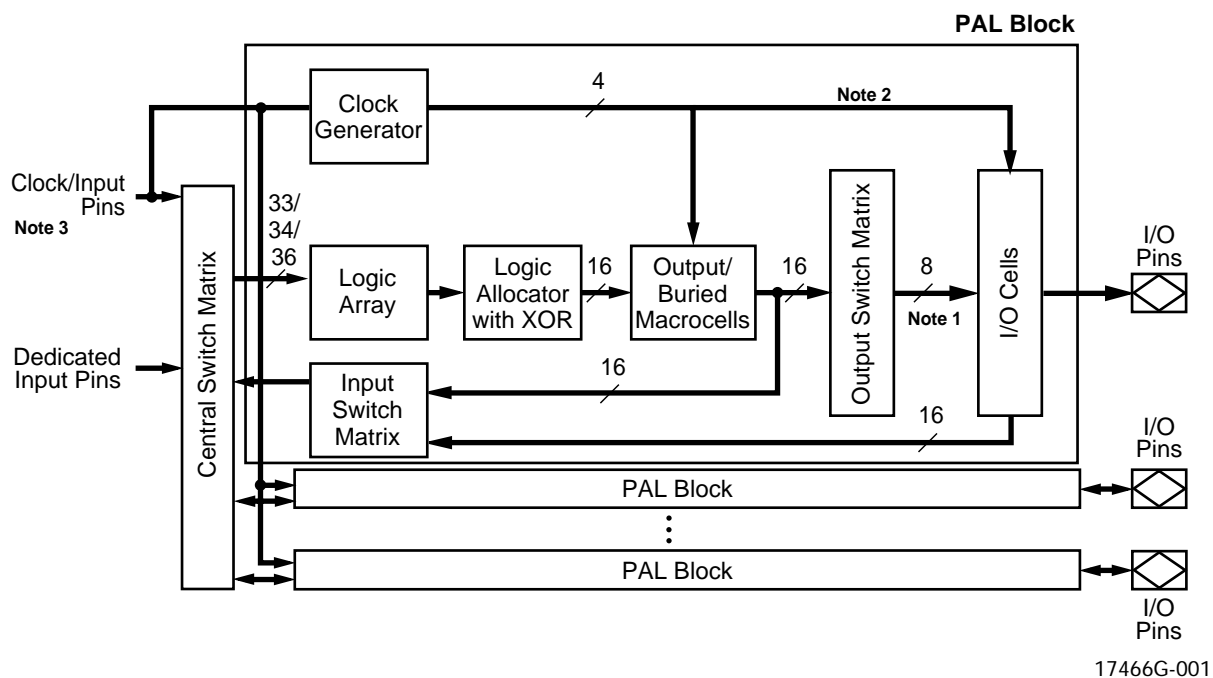 PAL Block
Clock
Generator
4
Note 2
Clock/Input
Pins
Note 3
Central Switch Matrix
33/
34/
36
Logic
Array
Logic
Allocator
with XOR
16
Output/
Buried
Macrocells
16
Output Switch Matrix
8
Note 1
I/O Cells
I/O
Pins
Dedicated
Input Pins
Input
Switch
Matrix
16
16
I/O
Pins
PAL Block
PAL Block
I/O
Pins
17466G-001